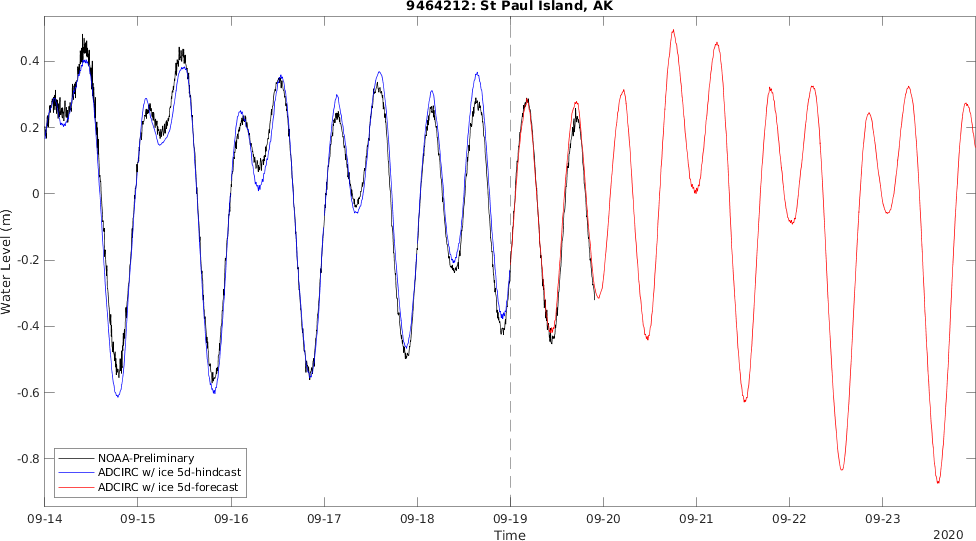 9464212: St Paul Island, AK
Water Level (m)
0.4
0.2
0
-0.2
-0.4
-0.6
-0.8
NOAA-Preliminary
ADCIRC w/ ice 5d-hindcast
ADCIRC w/ ice 5d-forecast
09-14 09-15 09-16 09-17 09-18 09-19 09-20 09-21 09-22 09-23
Time
2020